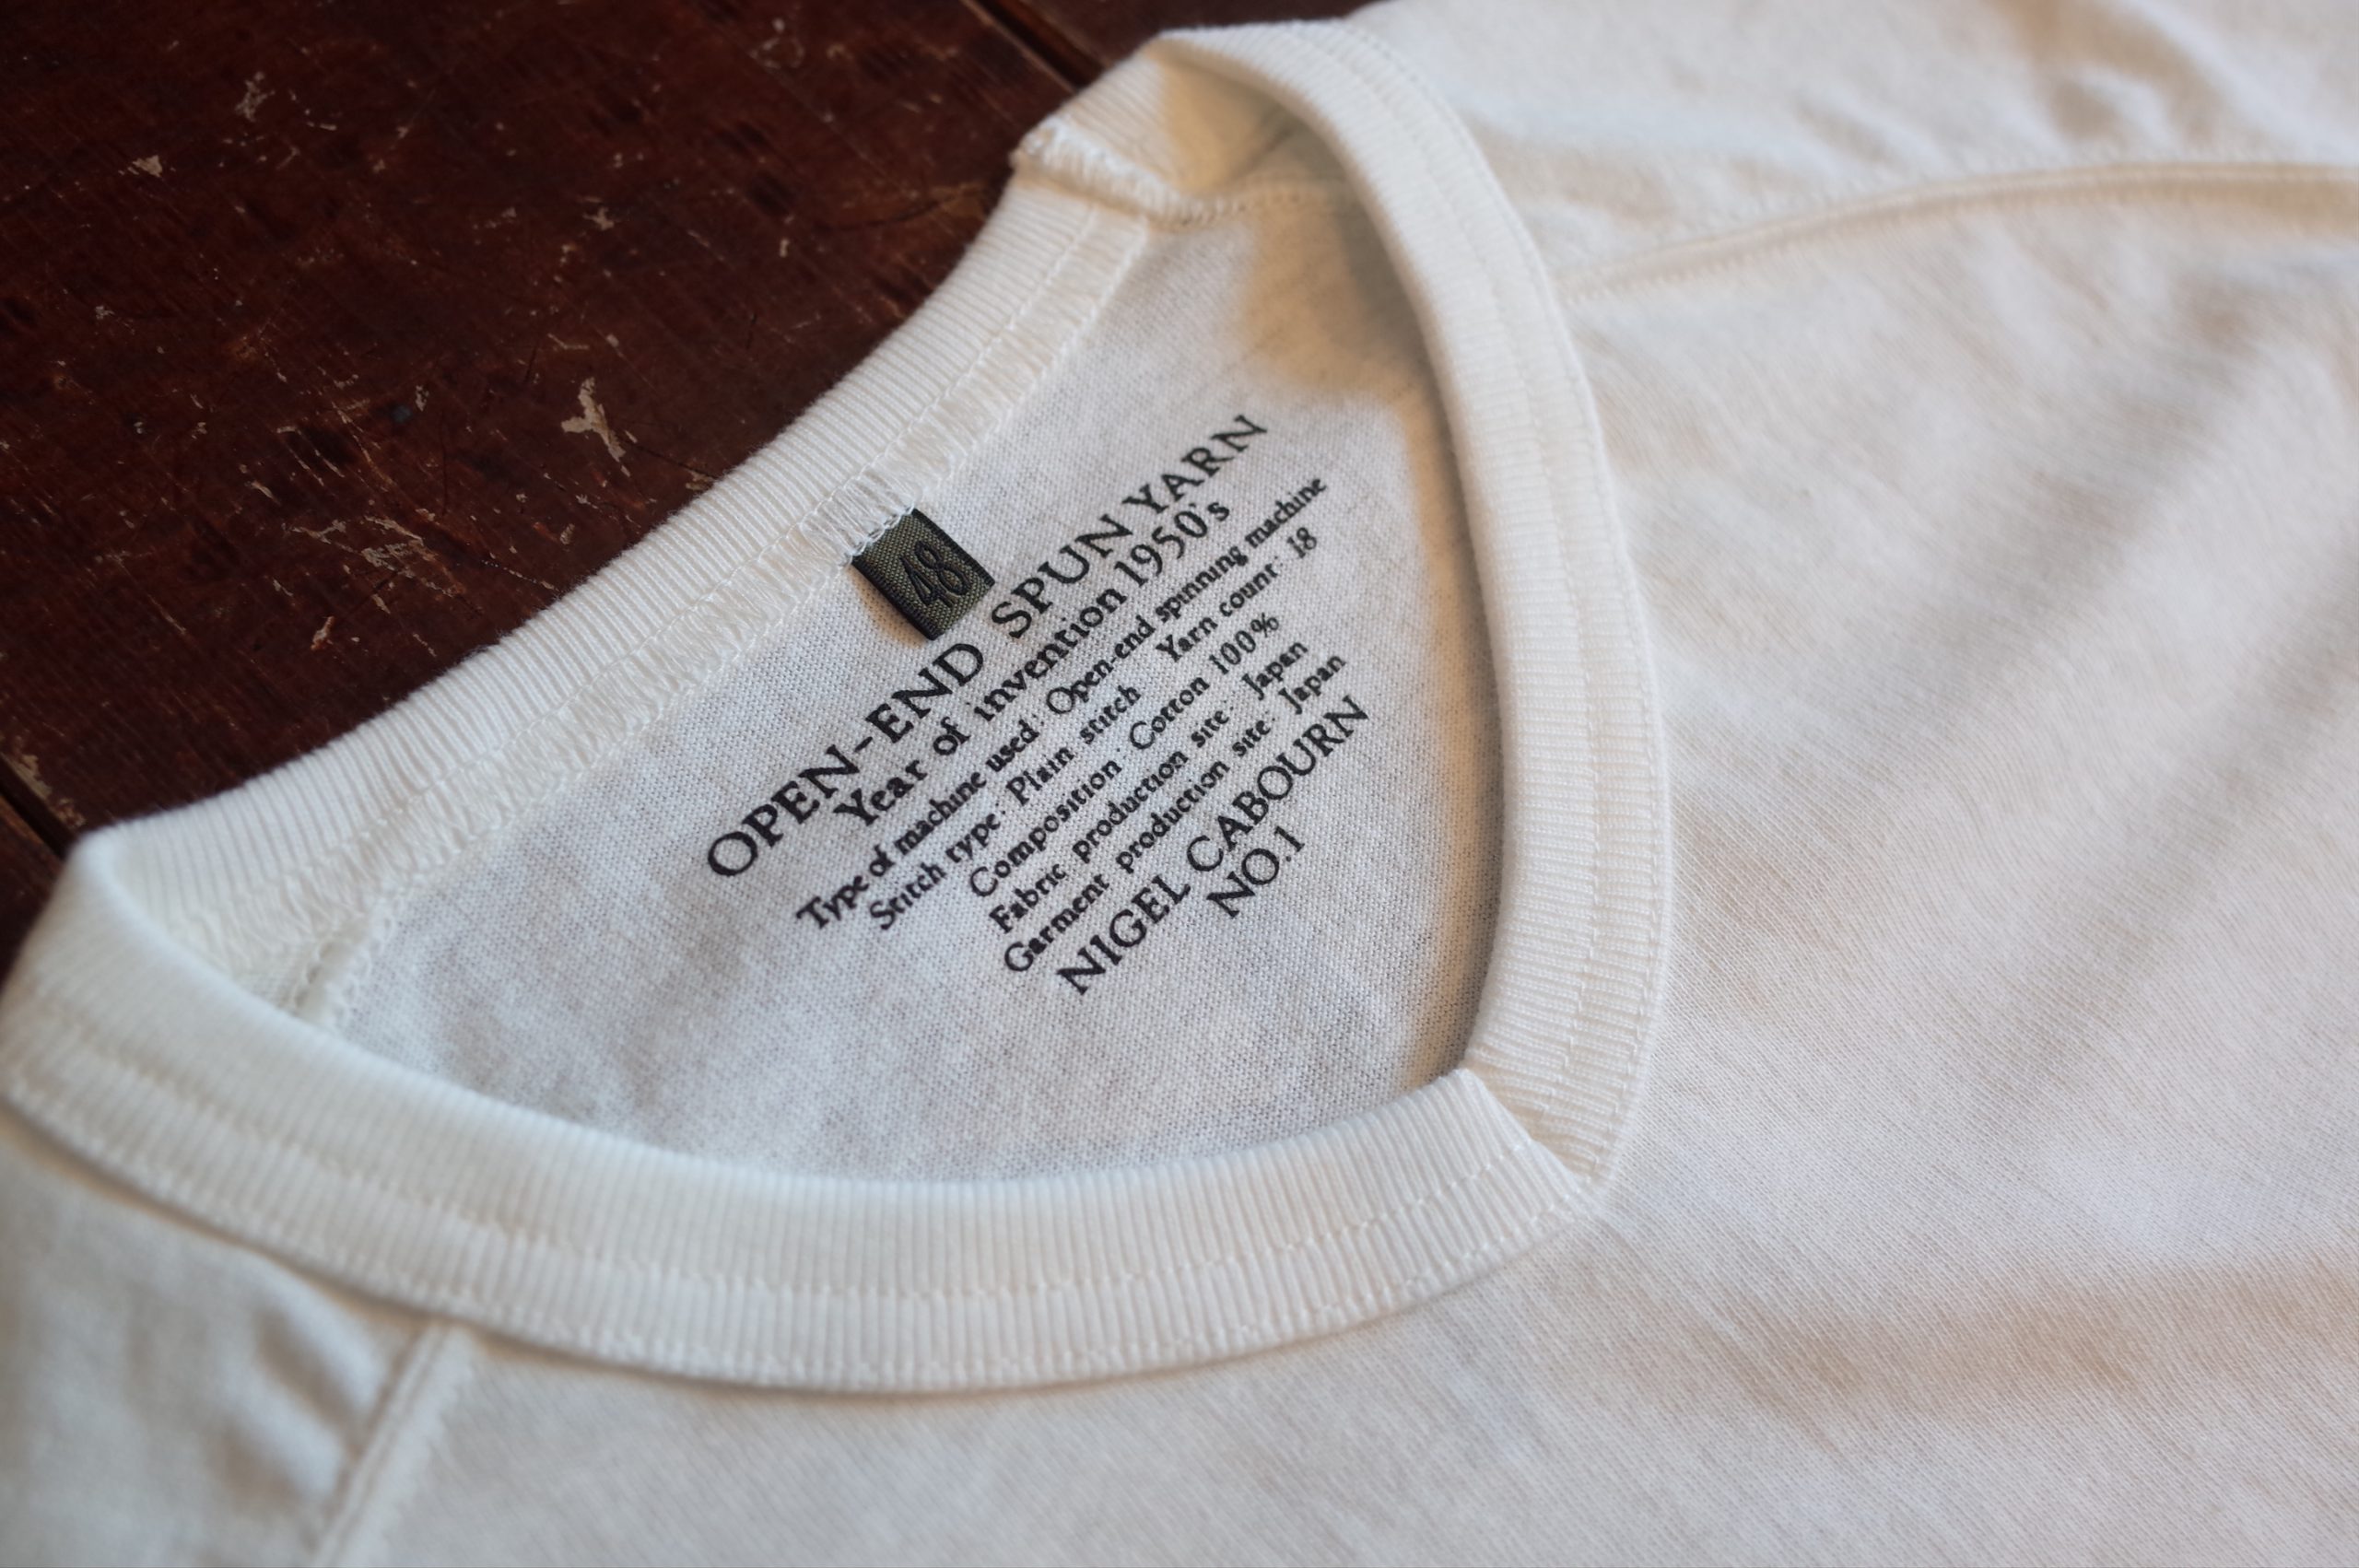 48
OPEN-END SPUN YARN
Year of invention 1950's
Type of machine used: Open-end spinning machine
Stitch type: Plain stitch Yarn count: 18
Composition: Cotton 100%
Fabric production site: Japan
Garment production site: Japan
NIGEL CABOURN
NO.1